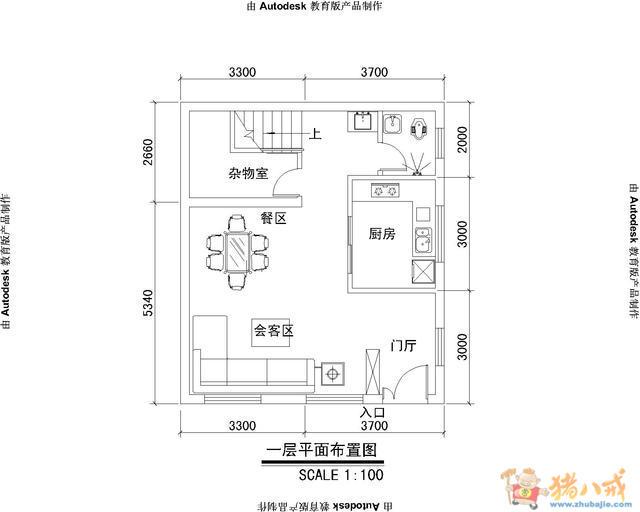 由 Autodesk 教育版产品制作
3300 3700
2660
2000
上
杂物室
餐区
厨房
3000
由 Autodesk 教育版产品制作
由 Autodesk 教育版产品制作
5340
会客区
门厅
3000
入口
3300 3700
一层平面布置图
SCALE 1:100
猪八戒
www.zhubajie.com
由 Autodesk 教育版产品制作